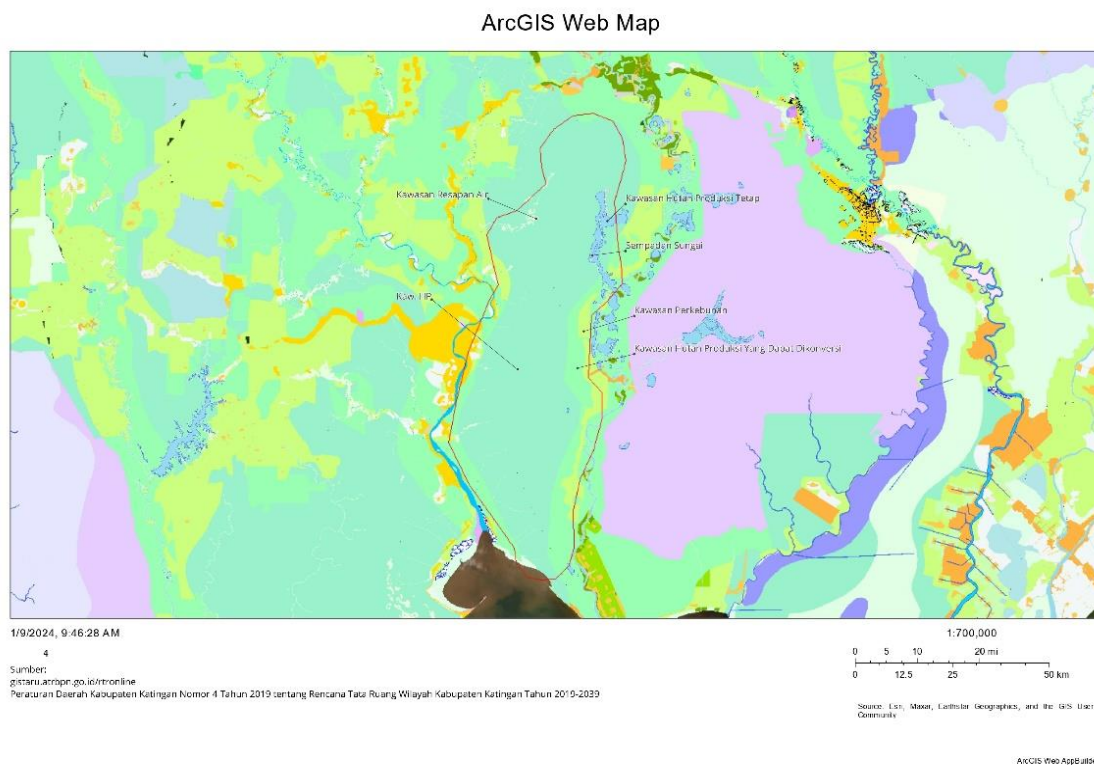 ArcGIS Web Map
Kawasan Resapan Air
Kawasan Hutan Produksi Tetap
Sempadan Sungai
Kaw. HP
Kawasan Perkebunan
Kawasan Hutan Produksi Yang Dapat Dikonversi
1/9/2024, 9:46:28 AM
4
Sumber:
gistaru.atrbpn.go.id/rtronline
Peraturan Daerah Kabupaten Katingan Nomor 4 Tahun 2019 tentang Rencana Tata Ruang Wilayah Kabupaten Katingan Tahun 2019-2039
1:700,000
0 5 10 20 mi
0 12.5 25 50 km
Source: Esri, Maxar, Earthstar Geographics, and the GIS User
Community
ArcGIS Web AppBuilde